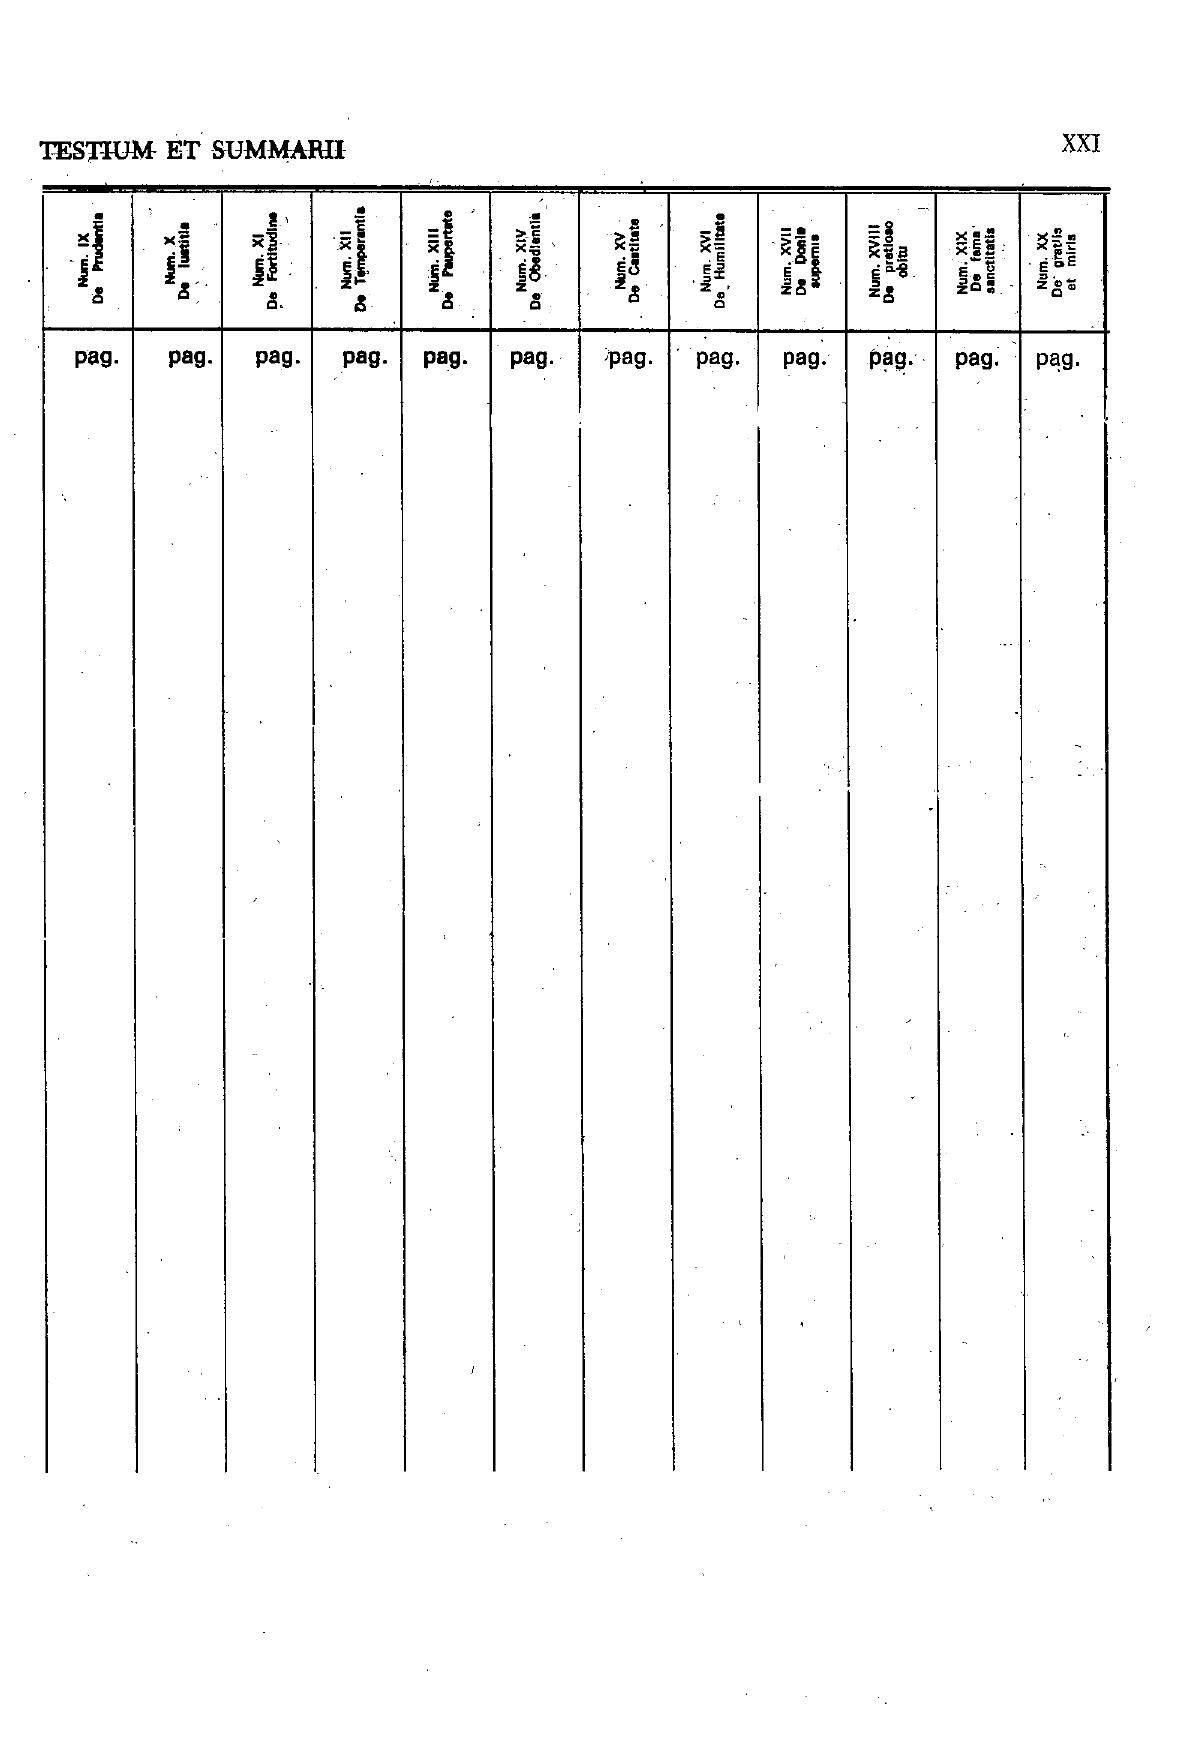 TESTIUM ET SUMMARII
XXI
Num. IX
De Prudentia
Num. X
De Iustitia
Num. XI
De Fortitudine
Num. XII
De Temperantia
Num. XIII
De Paupertate
Num. XIV
De Obedientia
Num. XV
De Castitate
Num. XVI
De Humilitate
Num. XVII
De Donis
supernis
Num. XVIII
De pretioso
obitu
Num. XIX
De fama
sanctitatis
Num. XX
De gratiis
et miris
pag. pag. pag. pag. pag. pag. pag. pag. pag. pag. pag. pag.